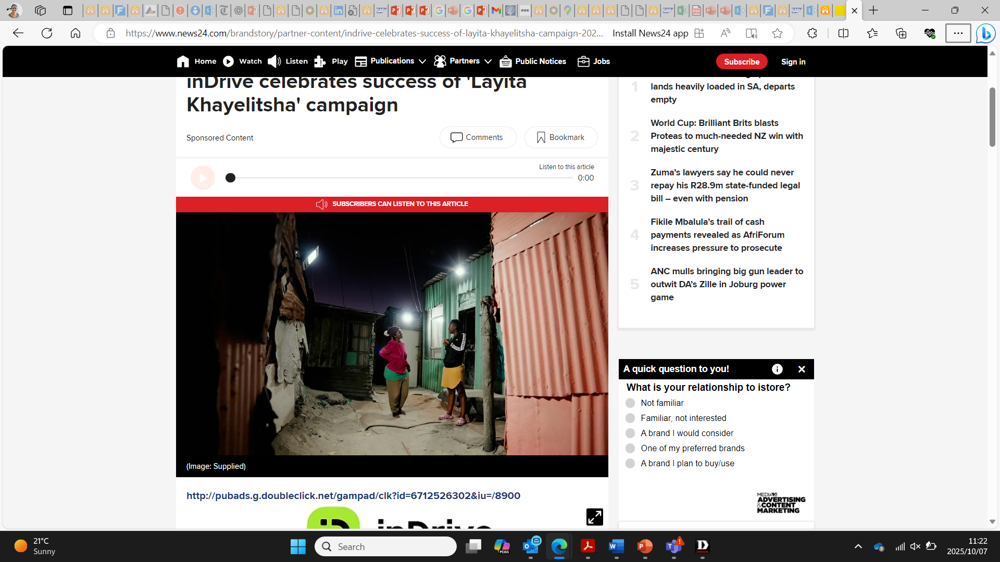 https://www.news24.com/brandstory/partner-content/indrive-celebrates-success-of-layita-khayelitsha-campaign-202...
Install News24 app
Home
Watch
Listen
Play
Publications
Partners
Public Notices
Jobs
Subscribe
Sign in
inDrive celebrates success of 'Layita
Khayelitsha' campaign
Sponsored Content
Comments
Bookmark
Listen to this article
0:00
SUBSCRIBERS CAN LISTEN TO THIS ARTICLE
(Image: Supplied)
http://pubads.g.doubleclick.net/gampad/clk?id=6712526302&iu=/8900
inDrive
1
lands heavily loaded in SA, departs
empty
2
World Cup: Brilliant Brits blasts
Proteas to much-needed NZ win with
majestic century
3
Zuma’s lawyers say he could never
repay his R28.9m state-funded legal
bill – even with pension
4
Fikile Mbalula’s trail of cash
payments revealed as AfriForum
increases pressure to prosecute
5
ANC mulls bringing big gun leader to
outwit DA’s Zille in Joburg power
game
A quick question to you!
What is your relationship to istore?
Not familiar
Familiar, not interested
A brand I would consider
One of my preferred brands
A brand I plan to buy/use
MEDIA24
ADVERTISING
&CONTENT
MARKETING
21°C
Sunny
Search
M365
11:22
2025/10/07